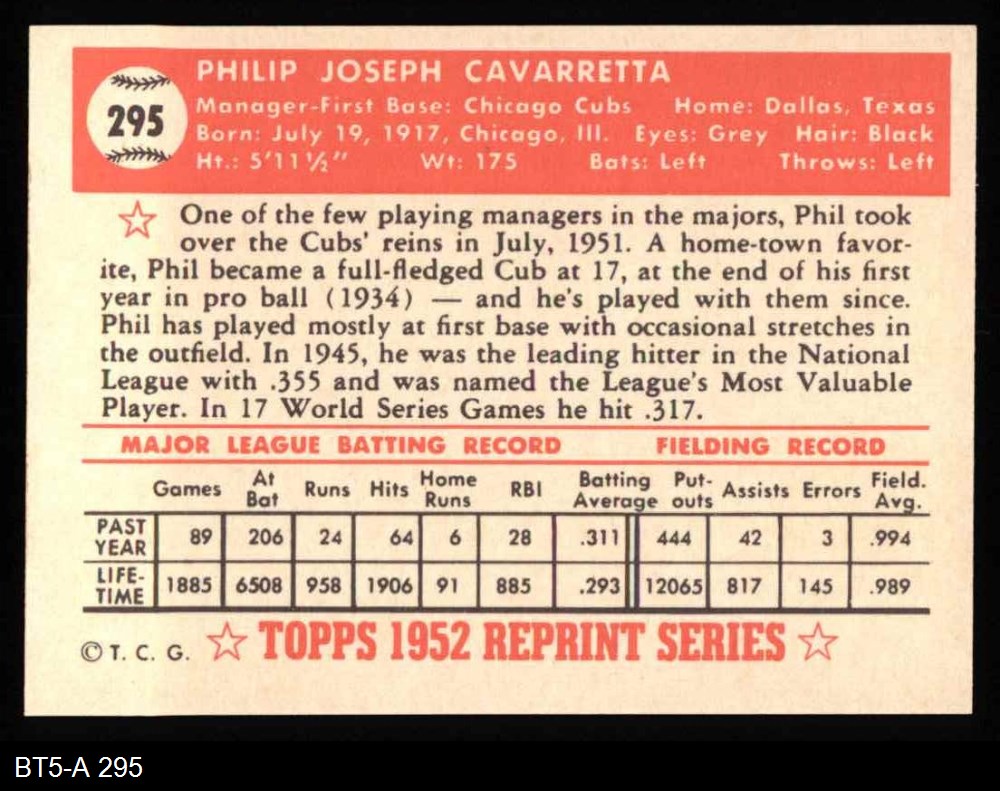 PHILIP JOSEPH CAVARRETTA
295
Manager-First Base: Chicago Cubs Home: Dallas, Texas
Born: July 19, 1917, Chicago, Ill. Eyes: Grey Hair: Black
Ht.: 5'11½" Wt: 175 Bats: Left Throws: Left
One of the few playing managers in the majors, Phil took
over the Cubs' reins in July, 1951. A home-town favor-
ite, Phil became a full-fledged Cub at 17, at the end of his first
year in pro ball (1934) — and he's played with them since.
Phil has played mostly at first base with occasional stretches in
the outfield. In 1945, he was the leading hitter in the National
League with .355 and was named the League's Most Valuable
Player. In 17 World Series Games he hit .317.
MAJOR LEAGUE BATTING RECORD FIELDING RECORD
Games At Bat Runs Hits Home Runs RBI Batting Average Put-outs Assists Errors Field. Avg.
PAST YEAR 89 206 24 64 6 28 .311 444 42 3 .994
LIFE-TIME 1885 6508 958 1906 91 885 .293 12065 817 145 .989
© T. C. G. TOPPS 1952 REPRINT SERIES
BT5-A 295